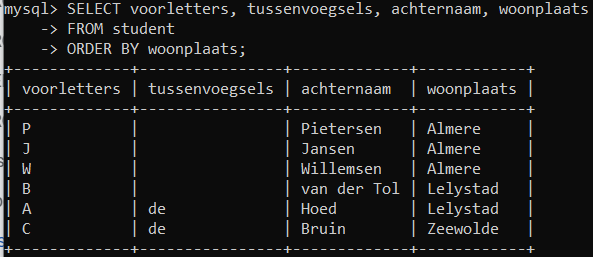 mysql> SELECT voorletters, tussenvoegsels, achternaam, woonplaats
    -> FROM student
    -> ORDER BY woonplaats;
+-------------+----------------+-------------+------------+
| voorletters | tussenvoegsels | achternaam  | woonplaats |
+-------------+----------------+-------------+------------+
| P           |                | Pietersen   | Almere     |
| J           |                | Jansen      | Almere     |
| W           |                | Willemsen   | Almere     |
| B           |                | van der Tol | Lelystad   |
| A           | de             | Hoed        | Lelystad   |
| C           | de             | Bruin       | Zeewolde   |
+-------------+----------------+-------------+------------+